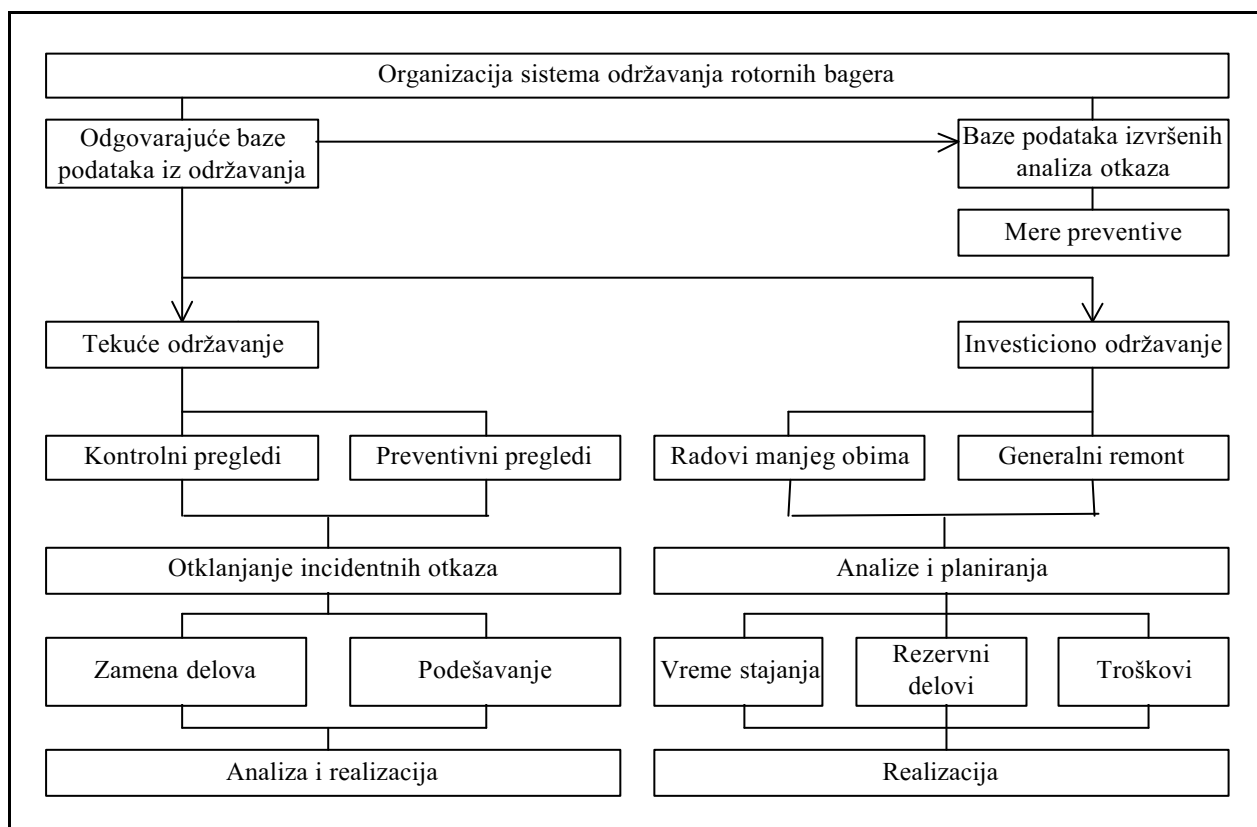 Organizacija sistema održavanja rotornih bagera
Odgovarajuće baze
podataka iz održavanja
Baze podataka izvršenih
analiza otkaza
Mere preventive
Tekuće održavanje
Investiciono održavanje
Kontrolni pregledi
Preventivni pregledi
Radovi manjeg obima
Generalni remont
Otklanjanje incidentnih otkaza
Analize i planiranja
Zamena delova
Podešavanje
Vreme stajanja
Rezervni
delovi
Troškovi
Analiza i realizacija
Realizacija